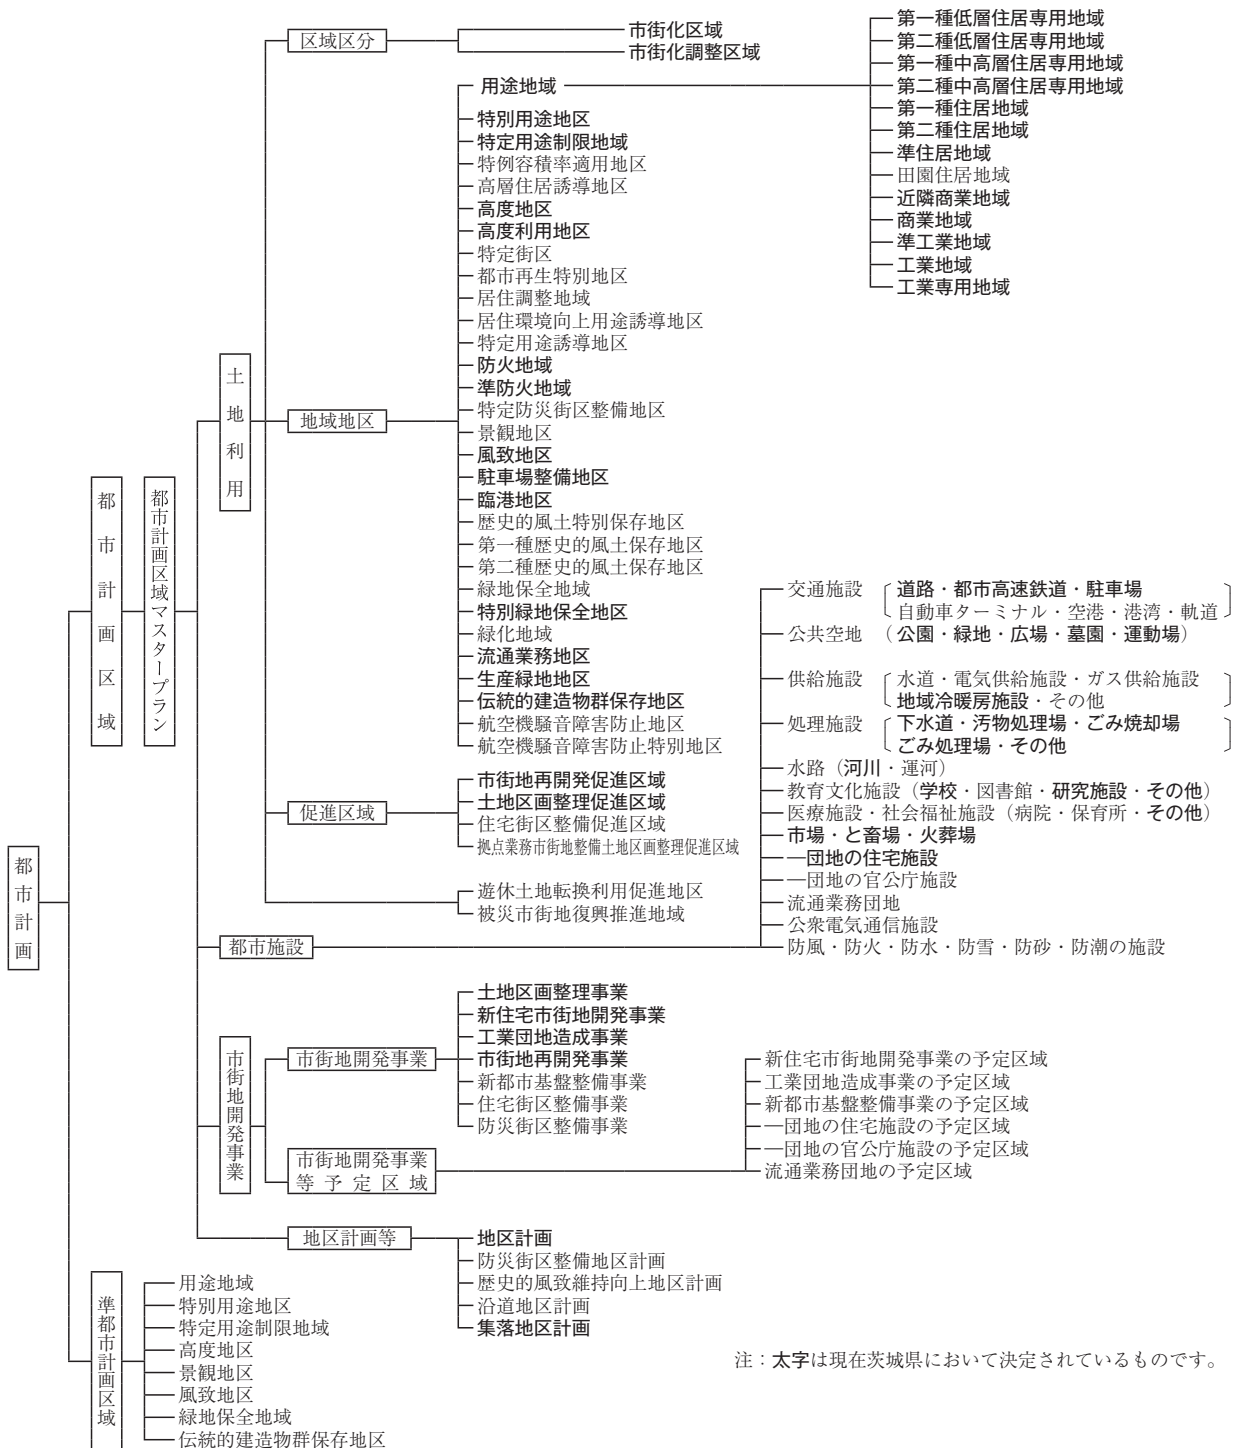 都市計画
都市計画区域
都市計画区域マスタープラン
土地利用
区域区分
市街化区域
市街化調整区域
地域地区
用途地域
第一種低層住居専用地域
第二種低層住居専用地域
第一種中高層住居専用地域
第二種中高層住居専用地域
第一種住居地域
第二種住居地域
準住居地域
田園住居地域
近隣商業地域
商業地域
準工業地域
工業地域
工業専用地域
特別用途地区
特定用途制限地域
特例容積率適用地区
高層住居誘導地区
高度地区
高度利用地区
特定街区
都市再生特別地区
居住調整地域
居住環境向上用途誘導地区
特定用途誘導地区
防火地域
準防火地域
特定防災街区整備地区
景観地区
風致地区
駐車場整備地区
臨港地区
歴史的風土特別保存地区
第一種歴史的風土保存地区
第二種歴史的風土保存地区
緑地保全地域
特別緑地保全地区
緑化地域
流通業務地区
生産緑地地区
伝統的建造物群保存地区
航空機騒音障害防止地区
航空機騒音障害防止特別地区
促進区域
市街地再開発促進区域
土地区画整理促進区域
住宅街区整備促進区域
拠点業務市街地整備土地区画整理促進区域
遊休土地転換利用促進地区
被災市街地復興推進地域
都市施設
交通施設 道路・都市高速鉄道・駐車場
自動車ターミナル・空港・港湾・軌道
公共空地 （公園・緑地・広場・墓園・運動場）
供給施設 水道・電気供給施設・ガス供給施設
地域冷暖房施設・その他
処理施設 下水道・汚物処理場・ごみ焼却場
ごみ処理場・その他
水路（河川・運河）
教育文化施設（学校・図書館・研究施設・その他）
医療施設・社会福祉施設（病院・保育所・その他）
市場・と畜場・火葬場
一団地の住宅施設
一団地の官公庁施設
流通業務団地
公衆電気通信施設
防風・防火・防水・防雪・防砂・防潮の施設
市街地開発事業
市街地開発事業
土地区画整理事業
新住宅市街地開発事業
工業団地造成事業
市街地再開発事業
新都市基盤整備事業
住宅街区整備事業
防災街区整備事業
市街地開発事業
等予定区域
新住宅市街地開発事業の予定区域
工業団地造成事業の予定区域
新都市基盤整備事業の予定区域
一団地の住宅施設の予定区域
一団地の官公庁施設の予定区域
流通業務団地の予定区域
地区計画等
地区計画
防災街区整備地区計画
歴史的風致維持向上地区計画
沿道地区計画
集落地区計画
準都市計画区域
用途地域
特別用途地区
特定用途制限地域
高度地区
景観地区
風致地区
緑地保全地域
伝統的建造物群保存地区
注：太字は現在茨城県において決定されているものです。